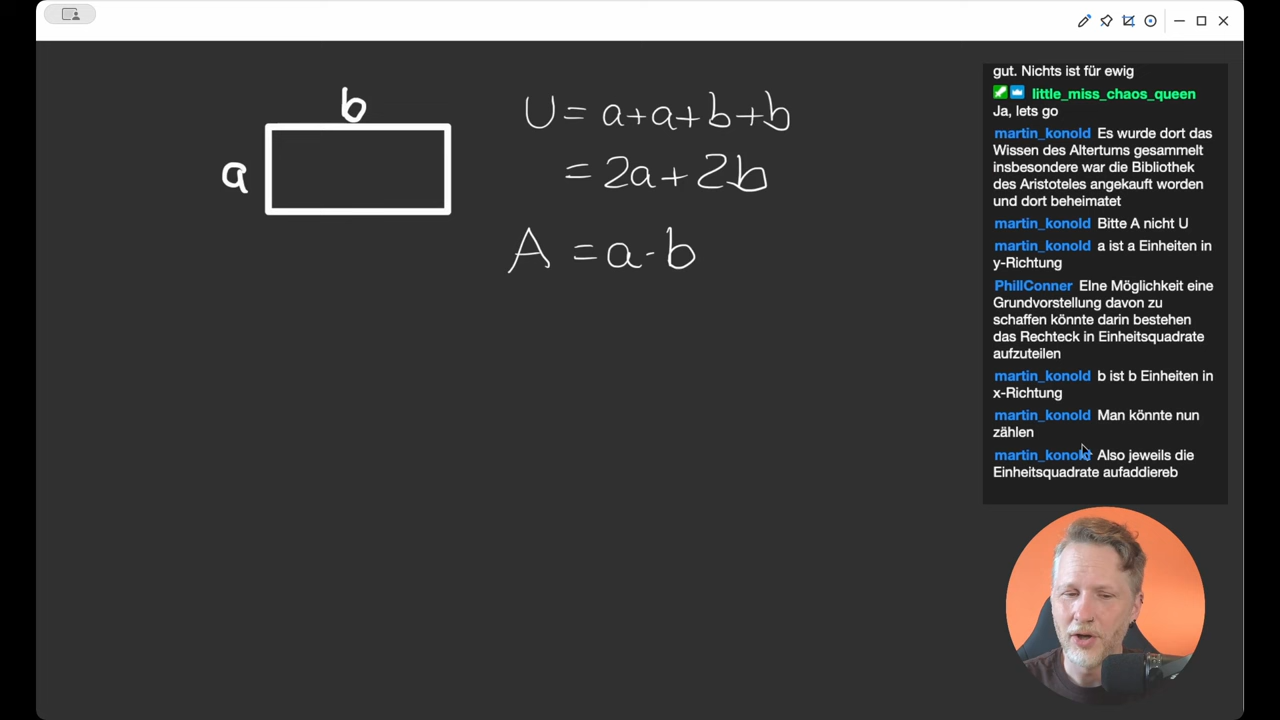 b
a
U = a+a+b+b
= 2a+2b
A = a·b
gut. Nichts ist für ewig
little_miss_chaos_queen
Ja, lets go
martin_konold Es wurde dort das
Wissen des Altertums gesammelt
insbesondere war die Bibliothek
des Aristoteles angekauft worden
und dort beheimatet
martin_konold Bitte A nicht U
martin_konold a ist a Einheiten in
y-Richtung
PhillConner EIne Möglichkeit eine
Grundvorstellung davon zu
schaffen könnte darin bestehen
das Rechteck in Einheitsquadrate
aufzuteilen
martin_konold b ist b Einheiten in
x-Richtung
martin_konold Man könnte nun
zählen
martin_konold Also jeweils die
Einheitsquadrate aufaddiereb